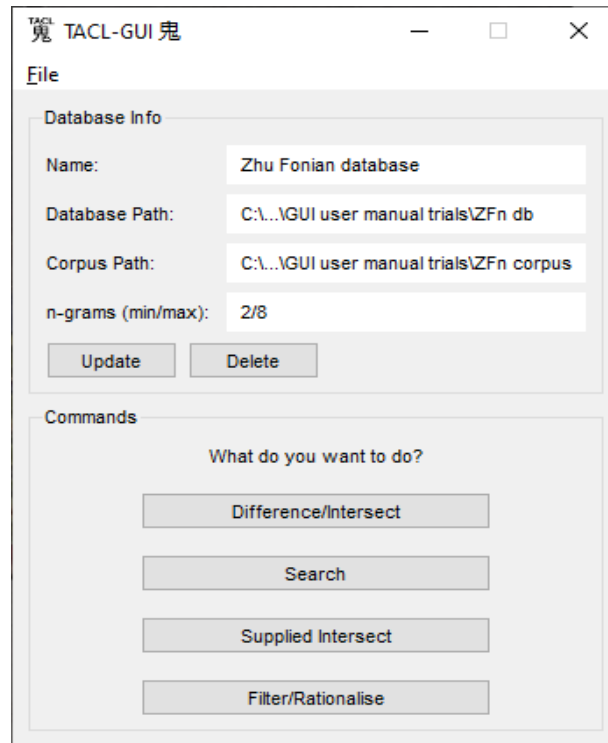 TACL-GUI 鬼
File
Database Info
Name: Zhu Fonian database
Database Path: C:\...\GUI user manual trials\ZFn db
Corpus Path: C:\...\GUI user manual trials\ZFn corpus
n-grams (min/max): 2/8
Update Delete
Commands
What do you want to do?
Difference/Intersect
Search
Supplied Intersect
Filter/Rationalise